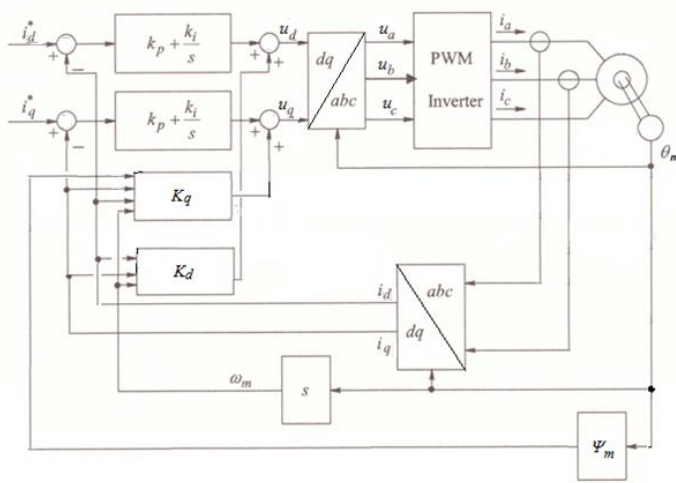 i*d
kp + ki/s
ud
ua
ia
dq
abc
ub
PWM
Inverter
ib
i*q
kp + ki/s
uq
uc
ic
θm
Kq
Kd
id
abc
dq
iq
ωm
s
Ψm